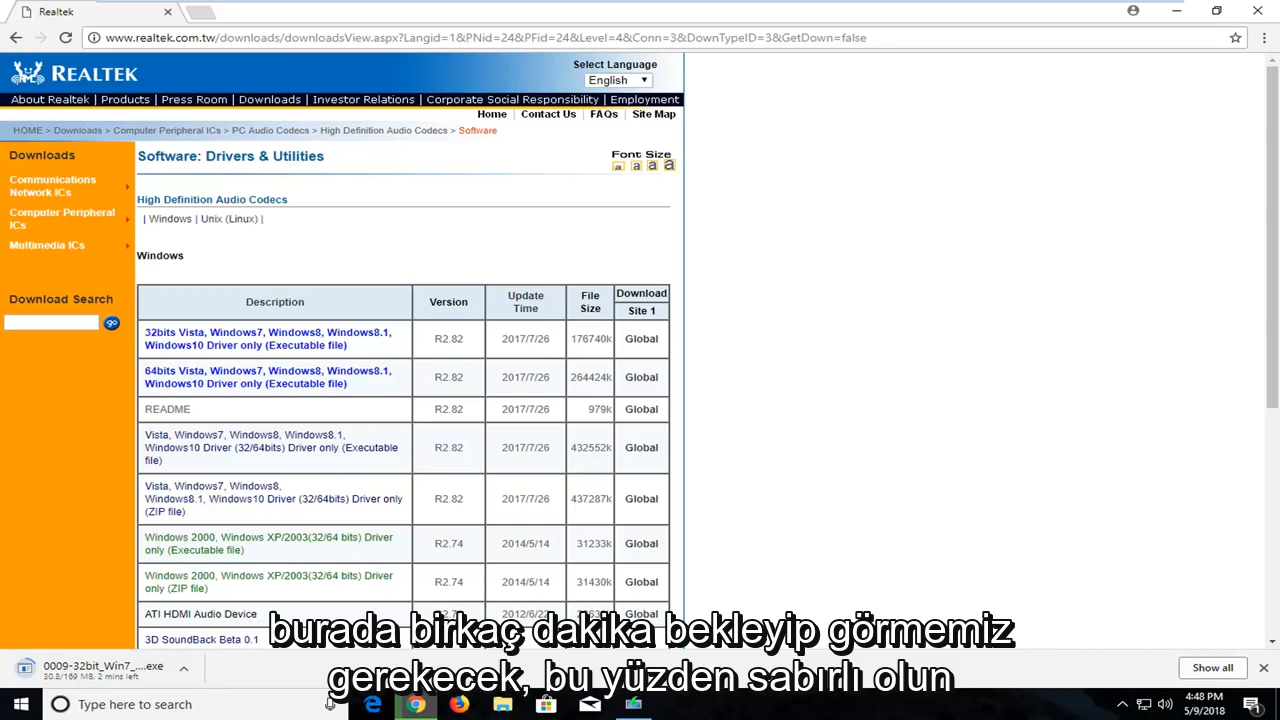 Realtek
www.realtek.com.tw/downloads/downloadsView.aspx?Langid=1&PNid=24&PFid=24&Level=4&Conn=3&DownTypeID=3&GetDown=false
REALTEK
Select Language
English
About Realtek | Products | Press Room | Downloads | Investor Relations | Corporate Social Responsibility | Employment
Home Contact Us FAQs Site Map
HOME > Downloads > Computer Peripheral ICs > PC Audio Codecs > High Definition Audio Codecs > Software
Downloads
Communications
Network ICs
Computer Peripheral
ICs
Multimedia ICs
Download Search
go
Software: Drivers & Utilities
Font Size
a a a a
High Definition Audio Codecs
| Windows | Unix (Linux) |
Windows
Description Version Update Time File Size Download Site 1
32bits Vista, Windows7, Windows8, Windows8.1,
Windows10 Driver only (Executable file) R2.82 2017/7/26 176740k Global
64bits Vista, Windows7, Windows8, Windows8.1,
Windows10 Driver only (Executable file) R2.82 2017/7/26 264424k Global
README R2.82 2017/7/26 979k Global
Vista, Windows7, Windows8, Windows8.1,
Windows10 Driver (32/64bits) Driver only (Executable
file) R2.82 2017/7/26 432552k Global
Vista, Windows7, Windows8,
Windows8.1, Windows10 Driver (32/64bits) Driver only
(ZIP file) R2.82 2017/7/26 437287k Global
Windows 2000, Windows XP/2003(32/64 bits) Driver
only (Executable file) R2.74 2014/5/14 31233k Global
Windows 2000, Windows XP/2003(32/64 bits) Driver
only (ZIP file) R2.74 2014/5/14 31430k Global
ATI HDMI Audio Device Global
3D SoundBack Beta 0.1
burada birkaç dakika bekleyip görmemiz
gerekecek, bu yüzden sabırlı olun
0009-32bit_Win7_....exe
30.8/169 MB, 2 mins left
Show all
Type here to search
4:48 PM
5/9/2018
1